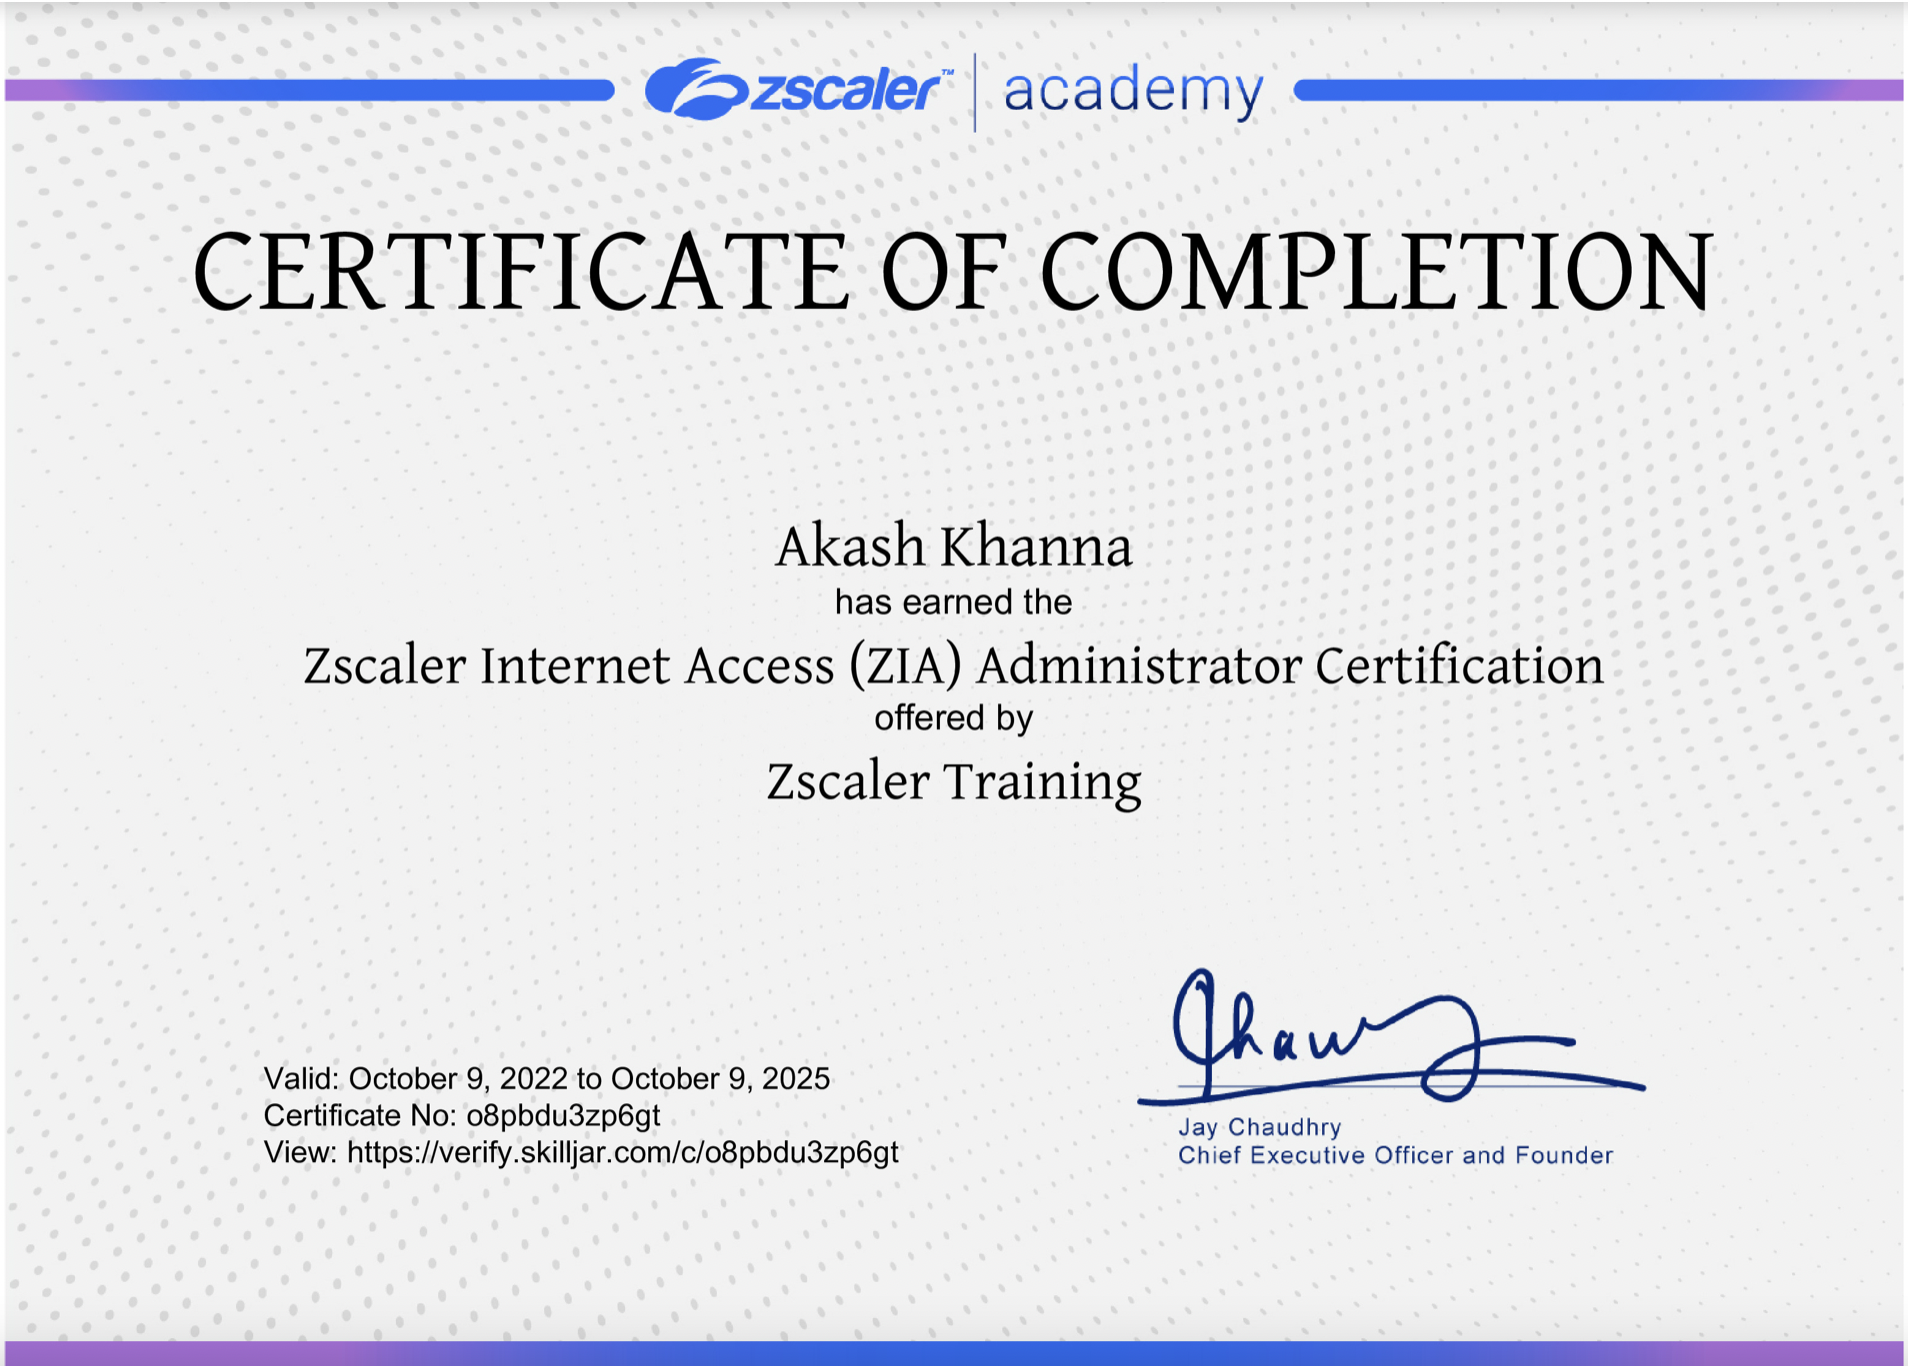 zscaler™ | academy
CERTIFICATE OF COMPLETION
Akash Khanna
has earned the
Zscaler Internet Access (ZIA) Administrator Certification
offered by
Zscaler Training
Valid: October 9, 2022 to October 9, 2025
Certificate No: o8pbdu3zp6gt
View: https://verify.skilljar.com/c/o8pbdu3zp6gt
Jay Chaudhry
Chief Executive Officer and Founder